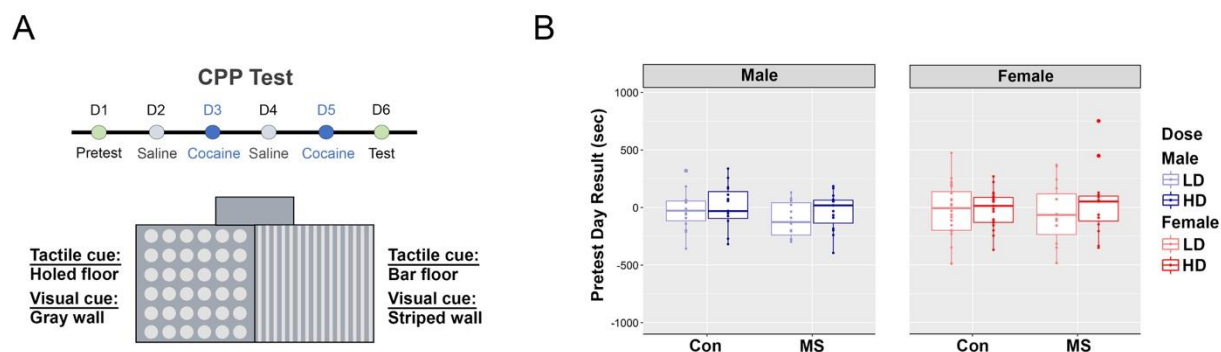 A
CPP Test
D1 D2 D3 D4 D5 D6
Pretest Saline Cocaine Saline Cocaine Test
Tactile cue:
Holed floor
Visual cue:
Gray wall
Tactile cue:
Bar floor
Visual cue:
Striped wall
B
Male Female
Pretest Day Result (sec)
1000
500
0
-500
-1000
Con MS Con MS
Dose
Male
LD
HD
Female
LD
HD